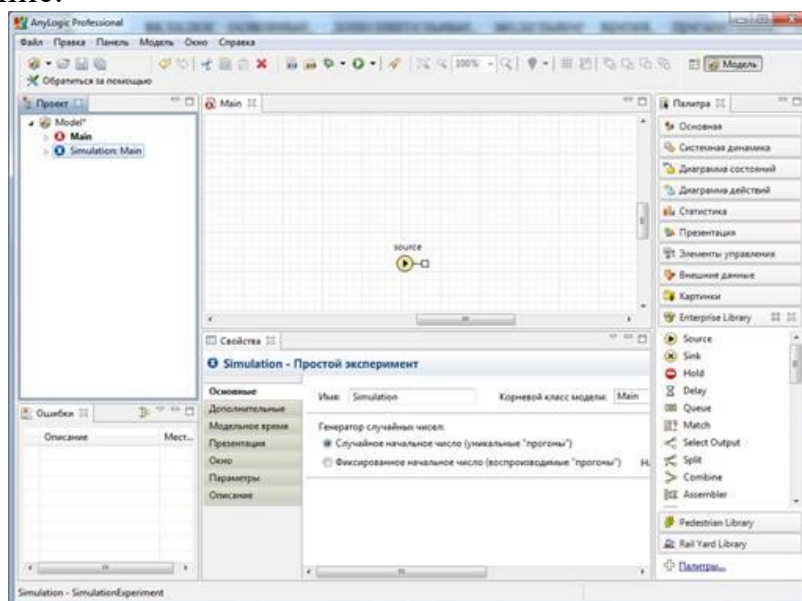 AnyLogic Professional
Файл Правка Панель Модель Окно Справка
100%
Модель
Обратиться за помощью
Проект
Model*
Main
Simulation: Main
Main
source
Палитра
Основная
Системная динамика
Диаграмма состояний
Диаграмма действий
Статистика
Презентация
Элементы управления
Внешние данные
Картинки
Enterprise Library
Source
Sink
Hold
Delay
Queue
Match
Select Output
Split
Combine
Assembler
Pedestrian Library
Rail Yard Library
Палитры...
Свойства
Simulation - Простой эксперимент
Основные
Дополнительные
Модельное время
Презентация
Окно
Параметры
Описание
Имя: Simulation Корневой класс модели: Main
Генератор случайных чисел:
Случайное начальное число (уникальные "прогоны")
Фиксированное начальное число (воспроизводимые "прогоны")
Ошибки
Описание Мест...
Simulation - SimulationExperiment